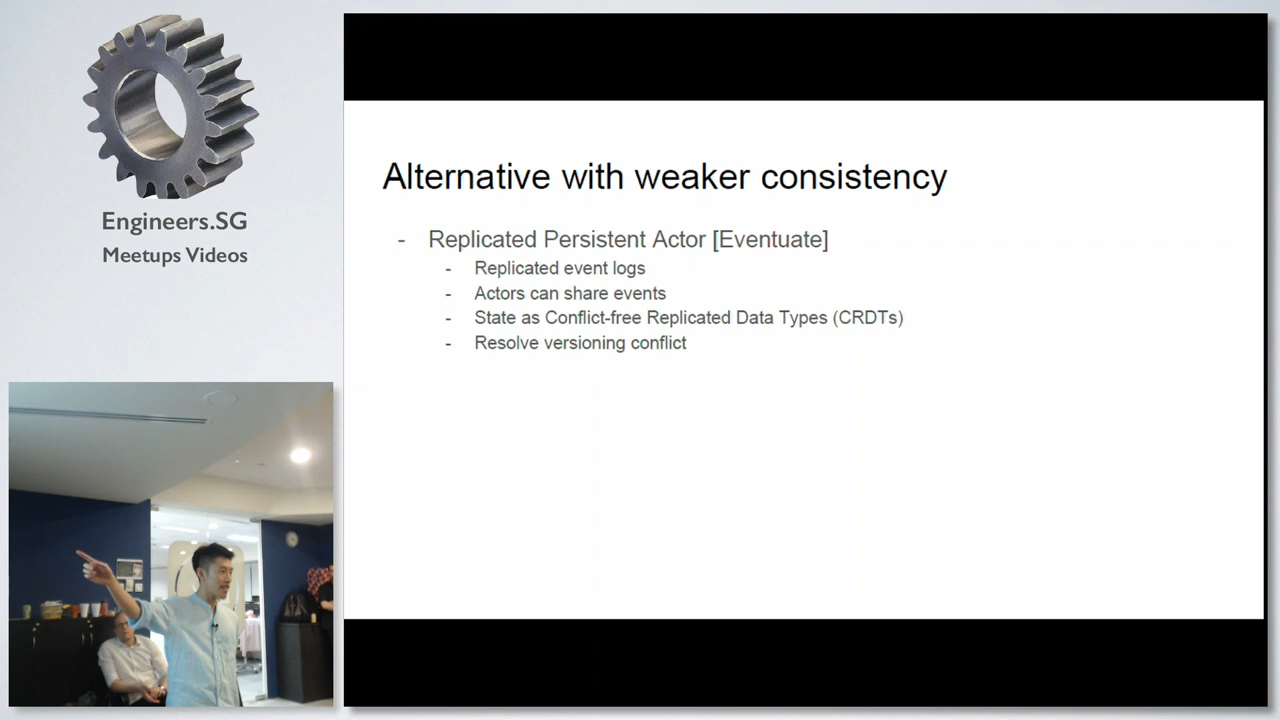 Engineers.SG
Meetups Videos
Alternative with weaker consistency
- Replicated Persistent Actor [Eventuate]
- Replicated event logs
- Actors can share events
- State as Conflict-free Replicated Data Types (CRDTs)
- Resolve versioning conflict